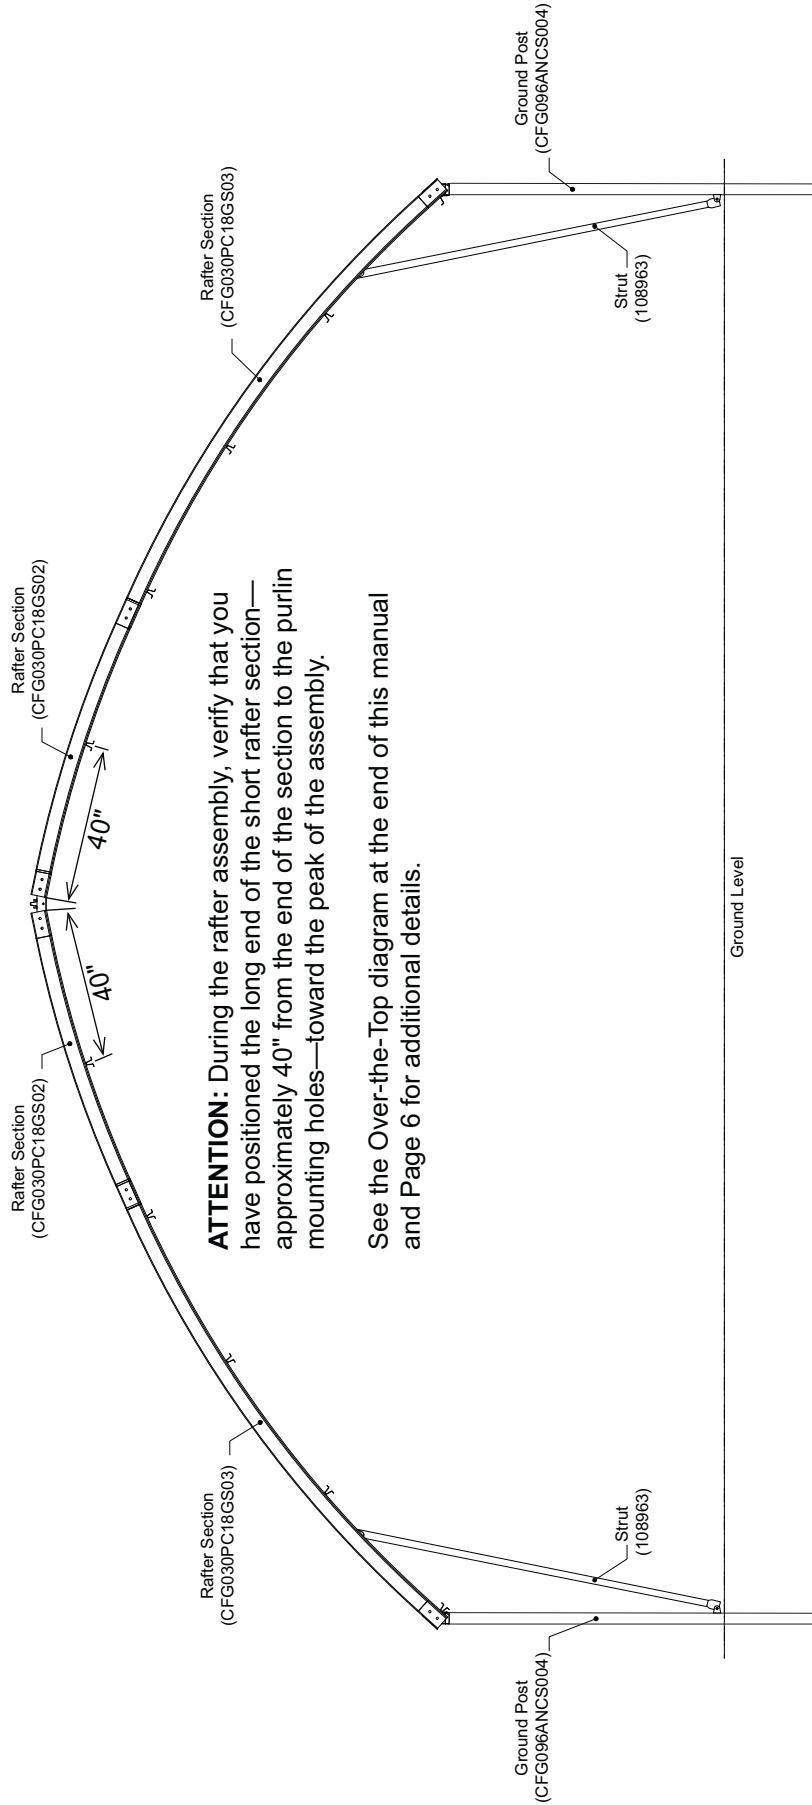 Rafter Section
(CFG030PC18GS02)
Rafter Section
(CFG030PC18GS02)
Rafter Section
(CFG030PC18GS03)
Rafter Section
(CFG030PC18GS03)
40"
40"
ATTENTION: During the rafter assembly, verify that you
have positioned the long end of the short rafter section—
approximately 40" from the end of the section to the purlin
mounting holes—toward the peak of the assembly.
See the Over-the-Top diagram at the end of this manual
and Page 6 for additional details.
Ground Post
(CFG096ANCS004)
Strut
(108963)
Strut
(108963)
Ground Post
(CFG096ANCS004)
Ground Level